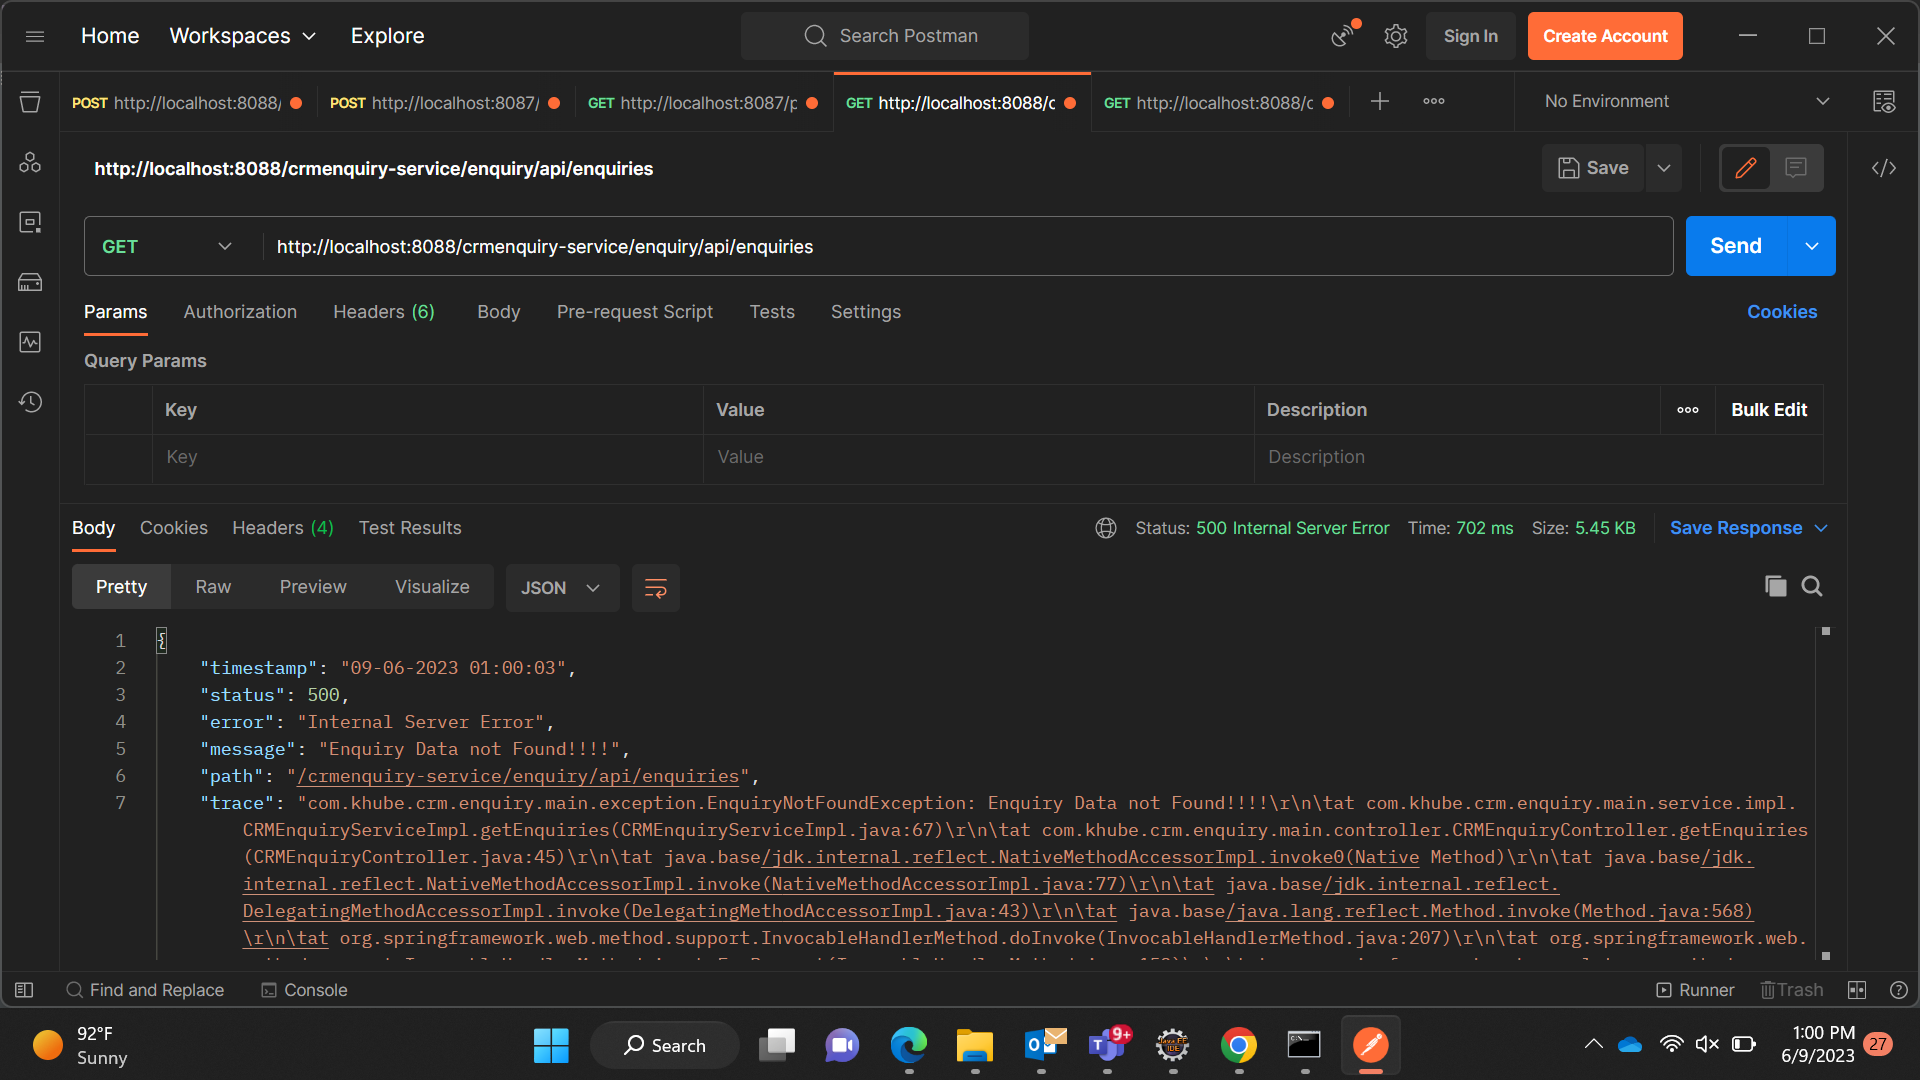 Home Workspaces Explore Search Postman Sign In Create Account
POST http://localhost:8088/ POST http://localhost:8087/ GET http://localhost:8087/p GET http://localhost:8088/c GET http://localhost:8088/c No Environment
http://localhost:8088/crmenquiry-service/enquiry/api/enquiries Save
GET http://localhost:8088/crmenquiry-service/enquiry/api/enquiries Send
Params Authorization Headers (6) Body Pre-request Script Tests Settings Cookies
Query Params
Key Value Description Bulk Edit
Key Value Description
Body Cookies Headers (4) Test Results Status: 500 Internal Server Error Time: 702 ms Size: 5.45 KB Save Response
Pretty Raw Preview Visualize JSON
1 {
2 "timestamp": "09-06-2023 01:00:03",
3 "status": 500,
4 "error": "Internal Server Error",
5 "message": "Enquiry Data not Found!!!!",
6 "path": "/crmenquiry-service/enquiry/api/enquiries",
7 "trace": "com.khube.crm.enquiry.main.exception.EnquiryNotFoundException: Enquiry Data not Found!!!!\r\n\tat com.khube.crm.enquiry.main.service.impl.
CRMEnquiryServiceImpl.getEnquiries(CRMEnquiryServiceImpl.java:67)\r\n\tat com.khube.crm.enquiry.main.controller.CRMEnquiryController.getEnquiries
(CRMEnquiryController.java:45)\r\n\tat java.base/jdk.internal.reflect.NativeMethodAccessorImpl.invoke0(Native Method)\r\n\tat java.base/jdk.
internal.reflect.NativeMethodAccessorImpl.invoke(NativeMethodAccessorImpl.java:77)\r\n\tat java.base/jdk.internal.reflect.
DelegatingMethodAccessorImpl.invoke(DelegatingMethodAccessorImpl.java:43)\r\n\tat java.base/java.lang.reflect.Method.invoke(Method.java:568)
\r\n\tat org.springframework.web.method.support.InvocableHandlerMethod.doInvoke(InvocableHandlerMethod.java:207)\r\n\tat org.springframework.web.
Find and Replace Console Runner Trash
92°F
Sunny
Search
9+
Java EE
IDE
1:00 PM
6/9/2023
27